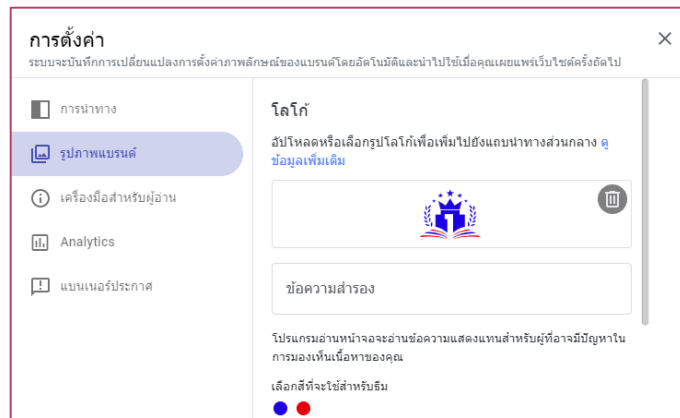 การตั้งค่า
ระบบจะบันทึกการเปลี่ยนแปลงการตั้งค่าภาพลักษณ์ของแบรนด์โดยอัตโนมัติและนำไปใช้เมื่อคุณเผยแพร่เว็บไซต์ครั้งถัดไป
การนำทาง
รูปภาพแบรนด์
เครื่องมือสำหรับผู้อ่าน
Analytics
แบนเนอร์ประกาศ
โลโก้
อัปโหลดหรือเลือกรูปโลโก้เพื่อเพิ่มไปยังแถบนำทางส่วนกลาง ดู
ข้อมูลเพิ่มเติม
1
ข้อความสำรอง
โปรแกรมอ่านหน้าจอจะอ่านข้อความแสดงแทนสำหรับผู้ที่อาจมีปัญหาใน
การมองเห็นเนื้อหาของคุณ
เลือกสีที่จะใช้สำหรับธีม